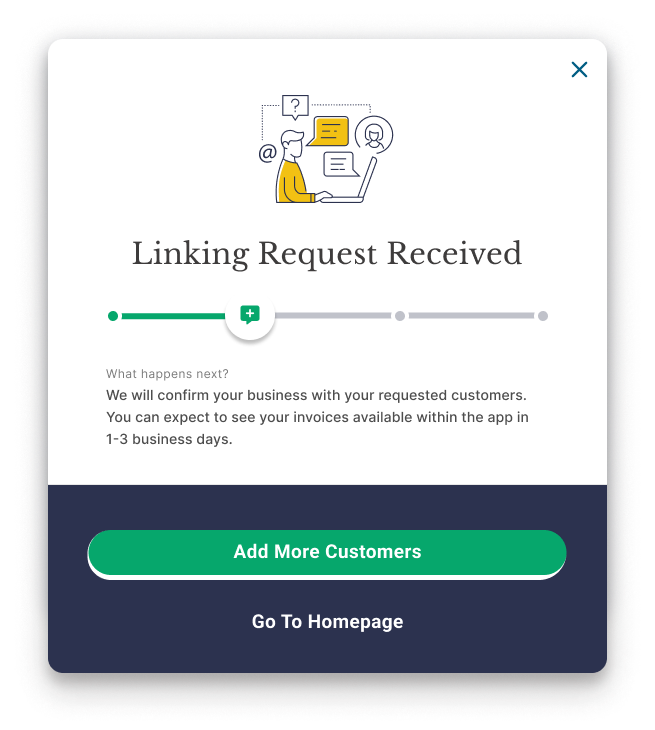 ?
@
Linking Request Received
What happens next?
We will confirm your business with your requested customers.
You can expect to see your invoices available within the app in
1-3 business days.
Add More Customers
Go To Homepage